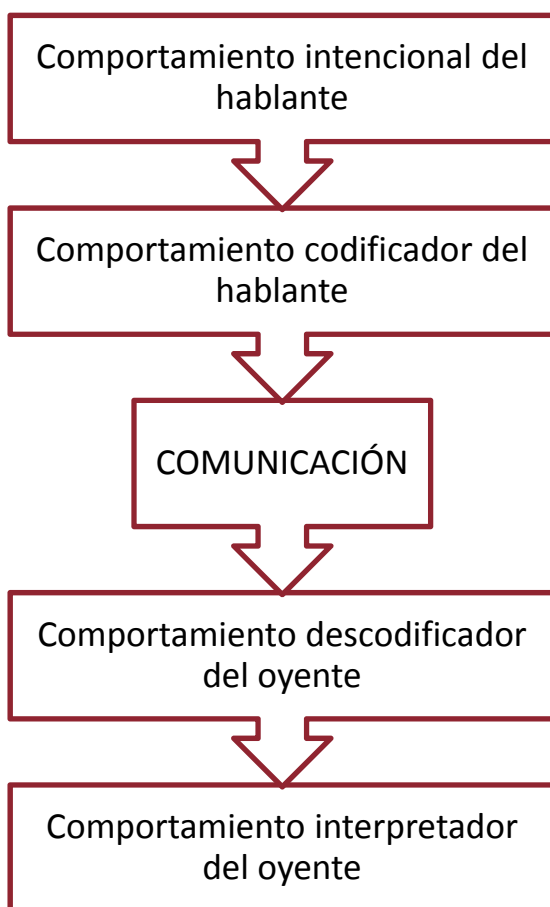 Comportamiento intencional del
hablante
Comportamiento codificador del
hablante
COMUNICACIÓN
Comportamiento descodificador
del oyente
Comportamiento interpretador
del oyente